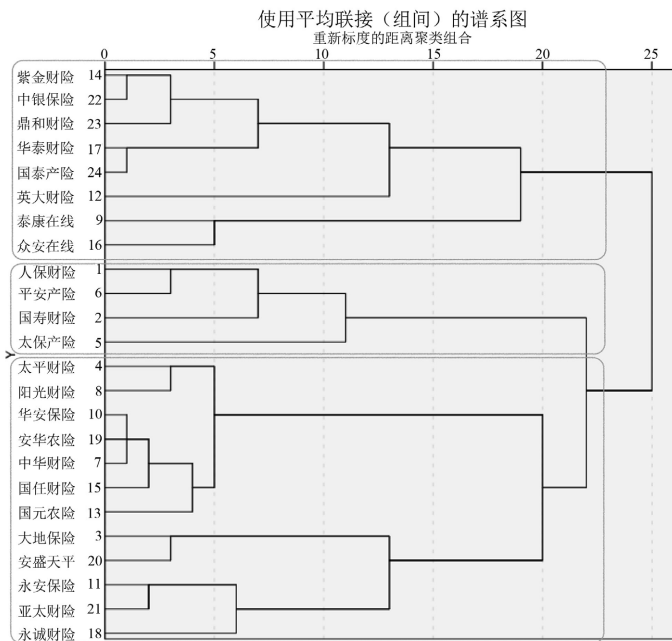 使用平均联接（组间）的谱系图
重新标度的距离聚类组合
0 5 10 15 20 25
紫金财险 14
中银保险 22
鼎和财险 23
华泰财险 17
国泰产险 24
英大财险 12
泰康在线 9
众安在线 16
人保财险 1
平安产险 6
国寿财险 2
太保产险 5
Y
太平财险 4
阳光财险 8
华安保险 10
安华农险 19
中华财险 7
国任财险 15
国元农险 13
大地保险 3
安盛天平 20
永安保险 11
亚太财险 21
永诚财险 18